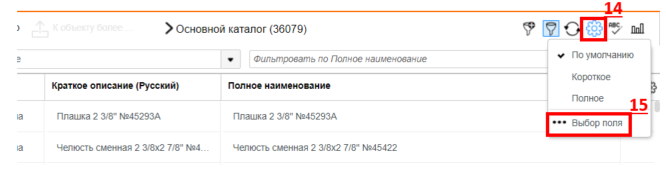 14
К объекту более ...
Основной каталог (36079)
ABC
Фильтровать по Полное наименование
По умолчанию
Короткое
Полное
15
Выбор поля
Краткое описание (Русский) Полное наименование
Плашка 2 3/8" №45293А Плашка 2 3/8" №45293А
Челюсть сменная 2 3/8х2 7/8" №4... Челюсть сменная 2 3/8х2 7/8" №45422